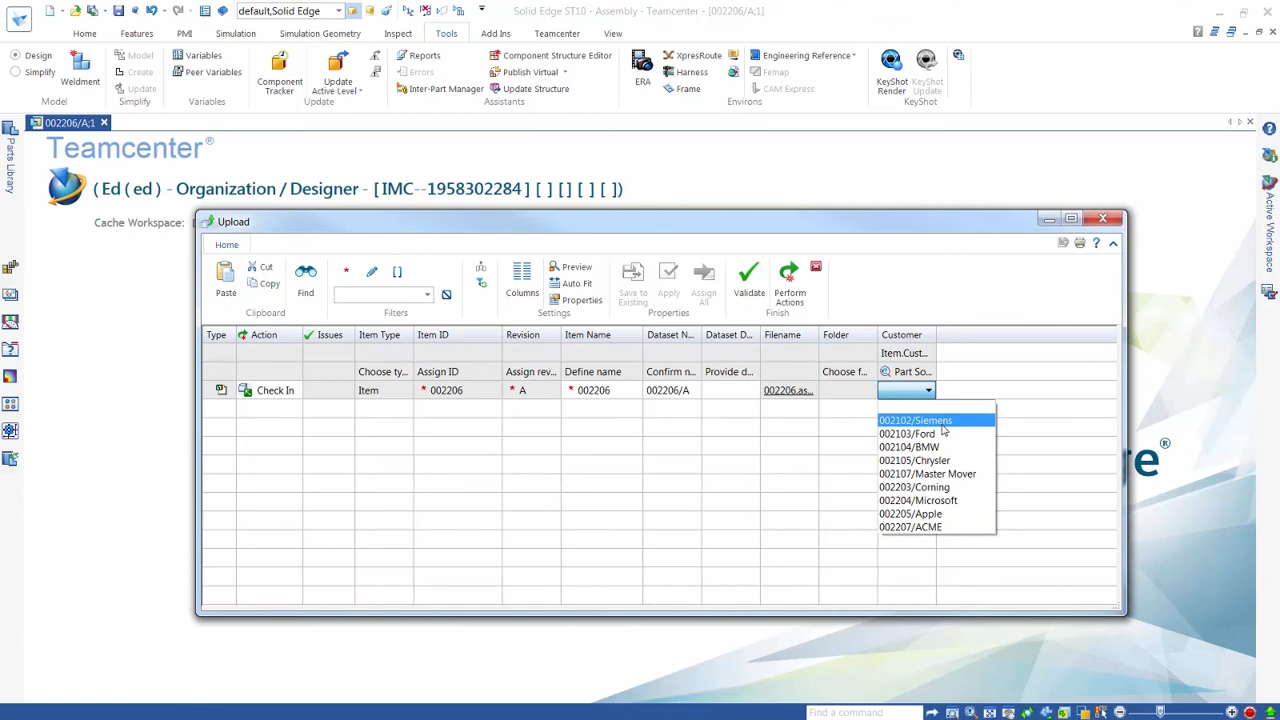 default,Solid Edge
Solid Edge ST10 - Assembly - Teamcenter - [002206/A;1]
Home Features PMI Simulation Simulation Geometry Inspect Tools Add Ins Teamcenter View
Design
Simplify
Weldment
Model
Model
Create
Update
Simplify
Variables
Peer Variables
Variables
Component Tracker
Update Active Level
Update
Reports
Errors
Inter-Part Manager
Component Structure Editor
Publish Virtual
Update Structure
Assistants
ERA
XpresRoute
Harness
Frame
Engineering Reference
Femap
CAM Express
Environs
KeyShot Render
KeyShot Update
KeyShot
002206/A;1
Parts Library
Teamcenter®
( Ed ( ed) - Organization / Designer - [ IMC--1958302284 ] [ ] [] [ ] [ ])
Cache Workspace: [
Active Workspace
Upload
Home
Paste
Cut
Copy
Clipboard
Find
Filters
Columns
Preview
Auto Fit
Properties
Settings
Save to Existing
Apply
Assign All
Properties
Validate
Perform Actions
Finish
Type Action Issues Item Type Item ID Revision Item Name Dataset N... Dataset D... Filename Folder Customer
Item.Cust...
Choose ty... Assign ID Assign rev... Define name Confirm n... Provide d... Choose f... Part So...
Check In Item * 002206 * A * 002206 002206/A 002206.as...
002102/Siemens
002103/Ford
002104/BMW
002105/Chrysler
002107/Master Mover
002203/Corning
002204/Microsoft
002205/Apple
002207/ACME
Find a command